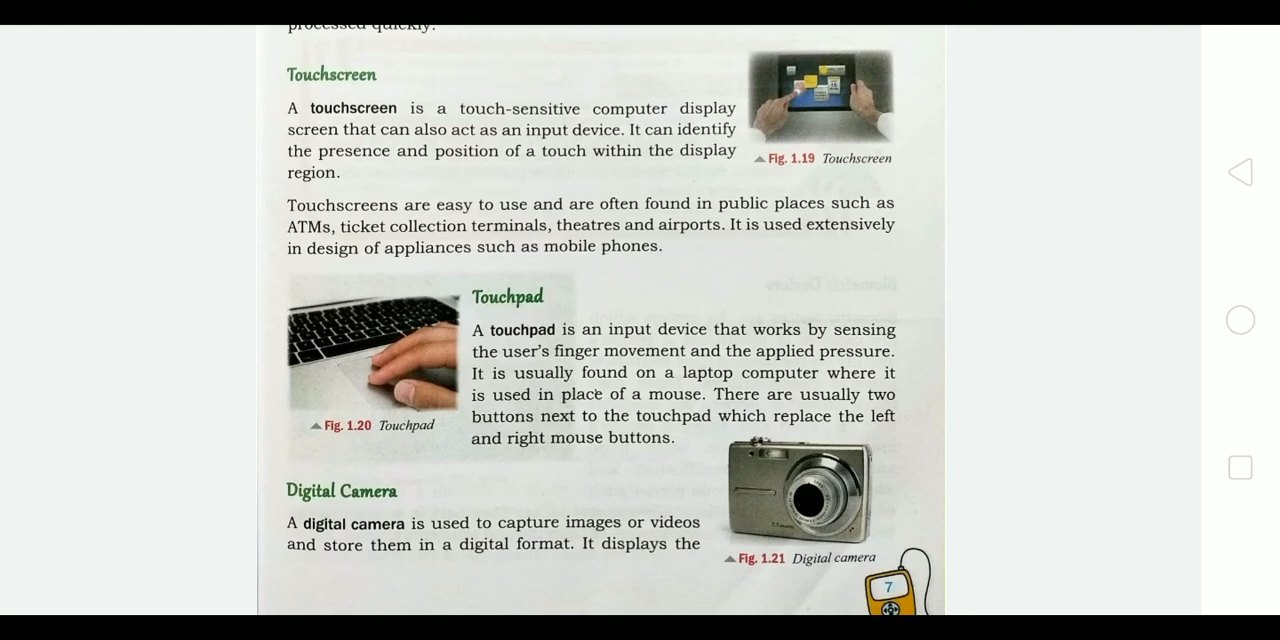 processed quickly.
Touchscreen
A touchscreen is a touch-sensitive computer display
screen that can also act as an input device. It can identify
the presence and position of a touch within the display
region.
▲ Fig. 1.19 Touchscreen
Touchscreens are easy to use and are often found in public places such as
ATMs, ticket collection terminals, theatres and airports. It is used extensively
in design of appliances such as mobile phones.
Touchpad
A touchpad is an input device that works by sensing
the user's finger movement and the applied pressure.
It is usually found on a laptop computer where it
is used in place of a mouse. There are usually two
buttons next to the touchpad which replace the left
and right mouse buttons.
▲ Fig. 1.20 Touchpad
Digital Camera
A digital camera is used to capture images or videos
and store them in a digital format. It displays the
▲ Fig. 1.21 Digital camera
7